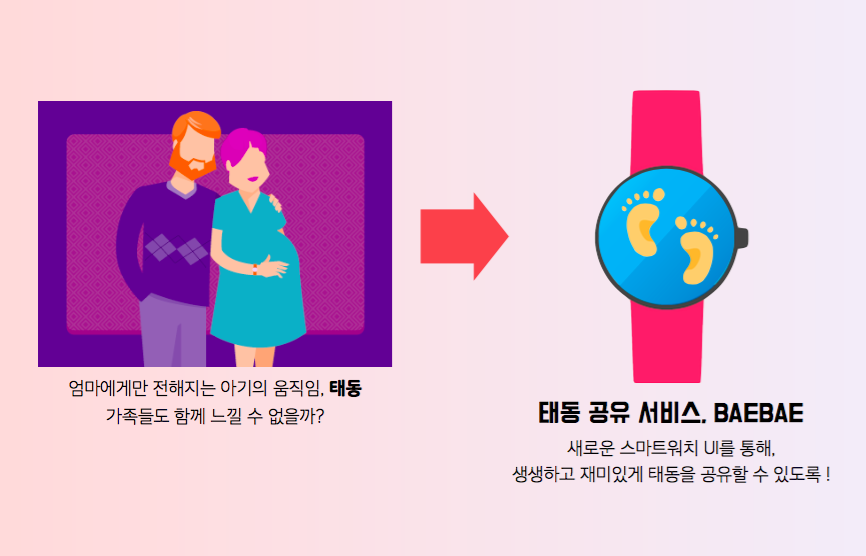 엄마에게만 전해지는 아기의 움직임, 태동
가족들도 함께 느낄 수 없을까?
태동 공유 서비스, BAEBAE
새로운 스마트워치 UI를 통해,
생생하고 재미있게 태동을 공유할 수 있도록 !